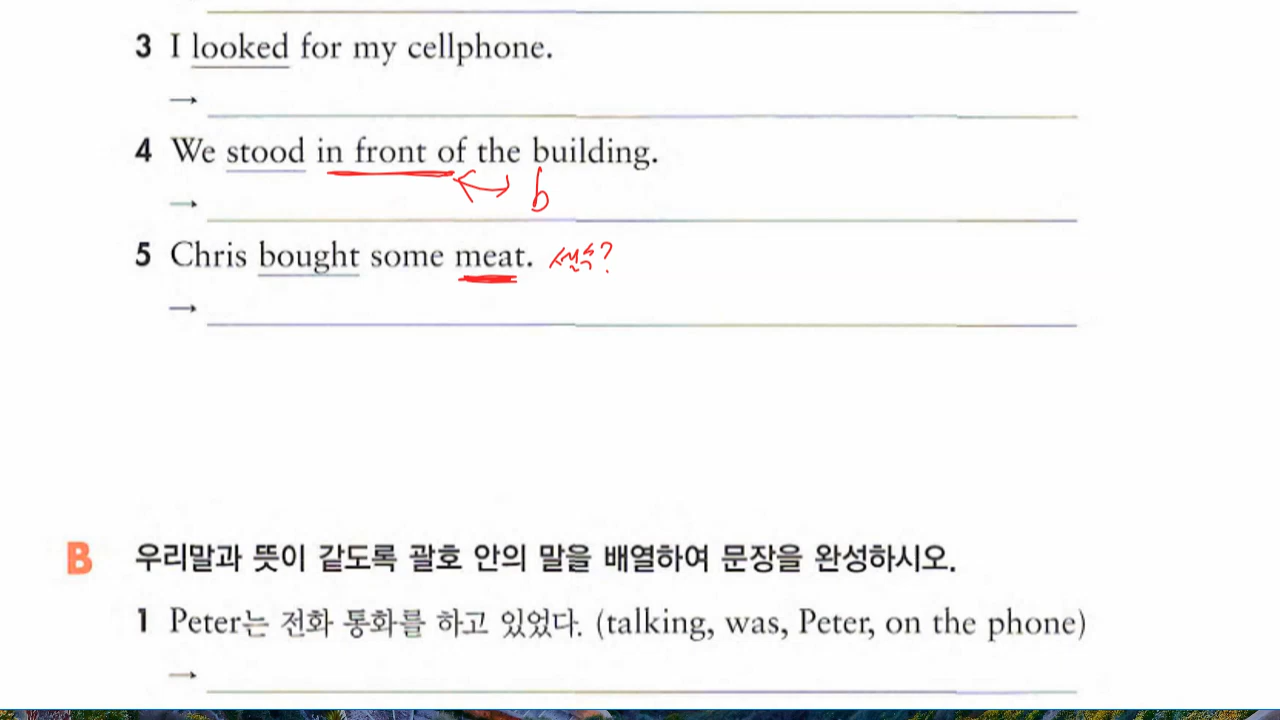 3 I looked for my cellphone.
→
4 We stood in front of the building.
b
→
5 Chris bought some meat.
→
B 우리말과 뜻이 같도록 괄호 안의 말을 배열하여 문장을 완성하시오.
1 Peter는 전화 통화를 하고 있었다. (talking, was, Peter, on the phone)
→